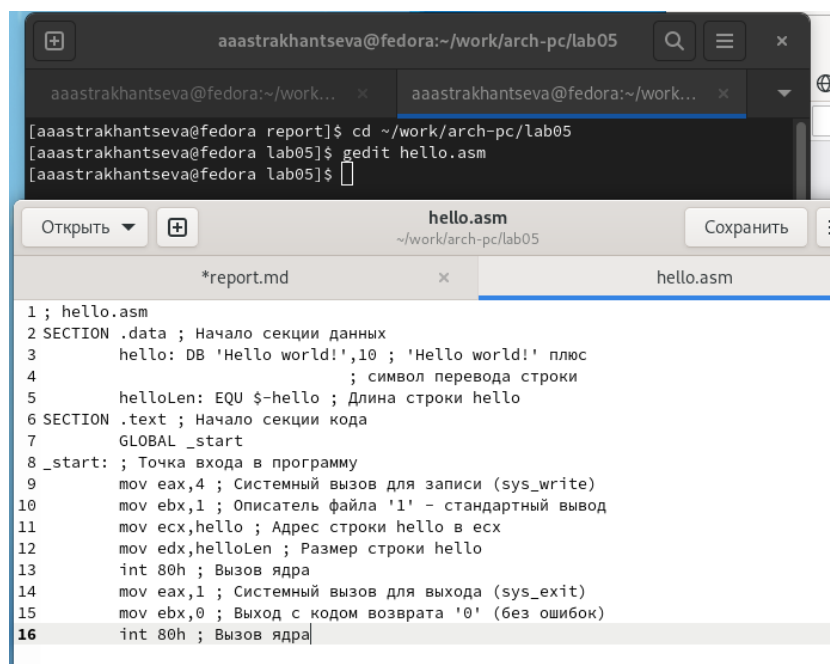 aaastrakhantseva@fedora:~/work/arch-pc/lab05
aaastrakhantseva@fedora:~/work...
aaastrakhantseva@fedora:~/work...
[aaastrakhantseva@fedora report]$ cd ~/work/arch-pc/lab05
[aaastrakhantseva@fedora lab05]$ gedit hello.asm
[aaastrakhantseva@fedora lab05]$
Открыть
hello.asm
~/work/arch-pc/lab05
Сохранить
*report.md
hello.asm
1 ; hello.asm
2 SECTION .data ; Начало секции данных
3 hello: DB 'Hello world!',10 ; 'Hello world!' плюс
4 ; символ перевода строки
5 helloLen: EQU $-hello ; Длина строки hello
6 SECTION .text ; Начало секции кода
7 GLOBAL _start
8 _start: ; Точка входа в программу
9 mov eax,4 ; Системный вызов для записи (sys_write)
10 mov ebx,1 ; Описатель файла '1' - стандартный вывод
11 mov ecx,hello ; Адрес строки hello в ecx
12 mov edx,helloLen ; Размер строки hello
13 int 80h ; Вызов ядра
14 mov eax,1 ; Системный вызов для выхода (sys_exit)
15 mov ebx,0 ; Выход с кодом возврата '0' (без ошибок)
16 int 80h ; Вызов ядра